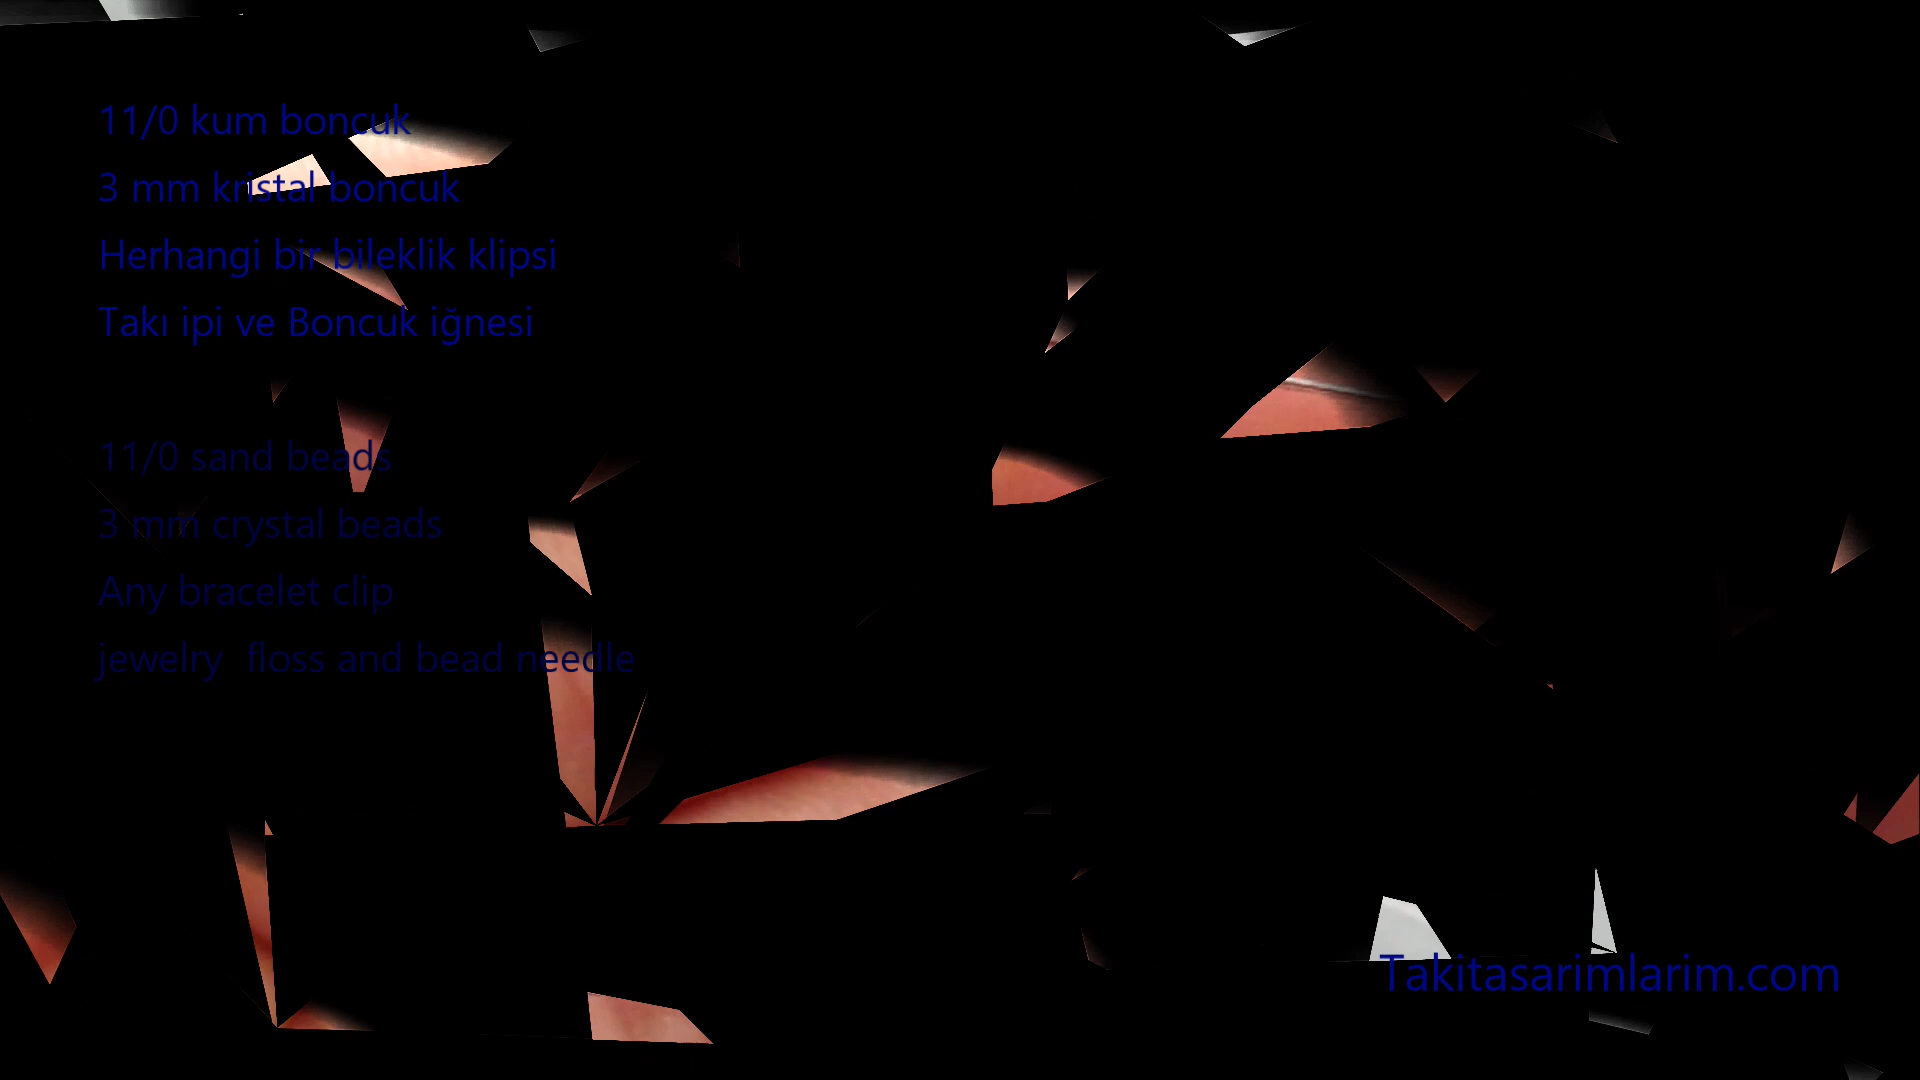 11/0 kum boncuk
3 mm kristal boncuk
Herhangi bir bileklik klipsi
Takı ipi ve Boncuk iğnesi
11/0 sand beads
3 mm crystal beads
Any bracelet clip
jewelry  floss and bead needle
Takitasarimlarim.com